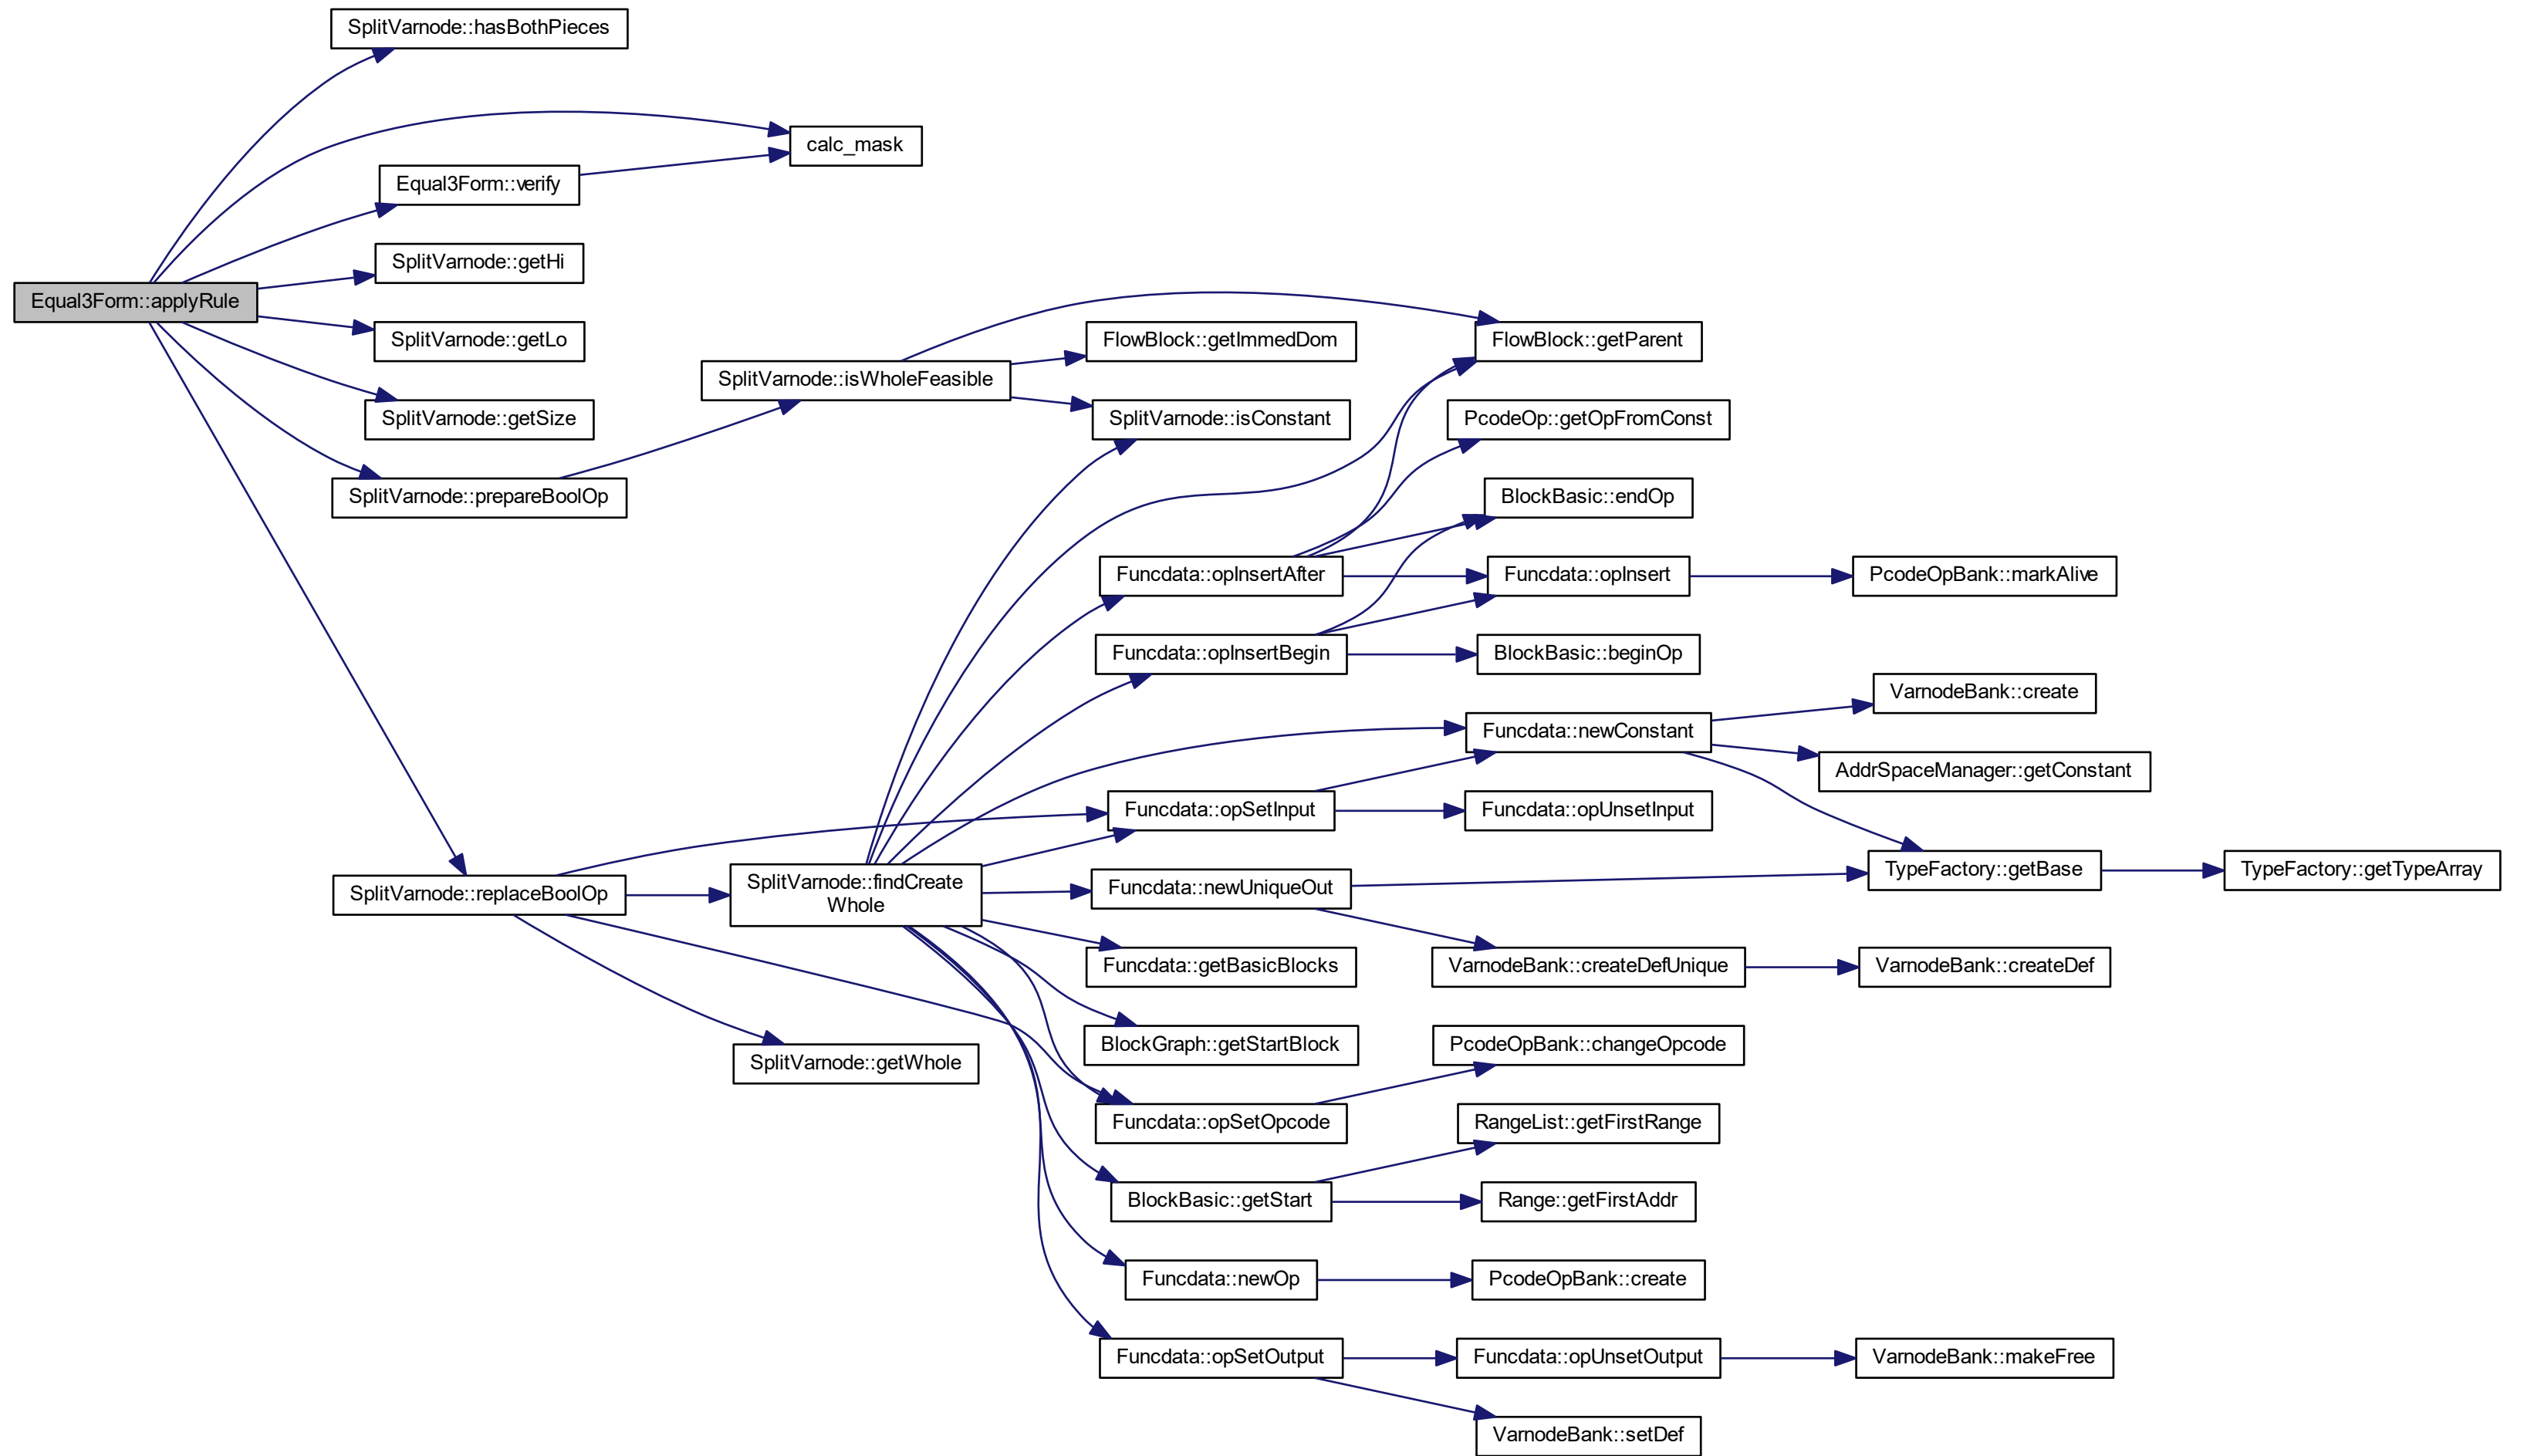 SplitVarnode::hasBothPieces
calc_mask
Equal3Form::verify
SplitVarnode::getHi
Equal3Form::applyRule
SplitVarnode::getLo
FlowBlock::getImmedDom
FlowBlock::getParent
SplitVarnode::isWholeFeasible
SplitVarnode::getSize
SplitVarnode::isConstant
PcodeOp::getOpFromConst
SplitVarnode::prepareBoolOp
BlockBasic::endOp
Funcdata::opInsertAfter
Funcdata::opInsert
PcodeOpBank::markAlive
Funcdata::opInsertBegin
BlockBasic::beginOp
VarnodeBank::create
Funcdata::newConstant
AddrSpaceManager::getConstant
Funcdata::opSetInput
Funcdata::opUnsetInput
TypeFactory::getBase
TypeFactory::getTypeArray
SplitVarnode::replaceBoolOp
SplitVarnode::findCreate
Whole
Funcdata::newUniqueOut
Funcdata::getBasicBlocks
VarnodeBank::createDefUnique
VarnodeBank::createDef
BlockGraph::getStartBlock
PcodeOpBank::changeOpcode
SplitVarnode::getWhole
Funcdata::opSetOpcode
RangeList::getFirstRange
BlockBasic::getStart
Range::getFirstAddr
Funcdata::newOp
PcodeOpBank::create
Funcdata::opSetOutput
Funcdata::opUnsetOutput
VarnodeBank::makeFree
VarnodeBank::setDef